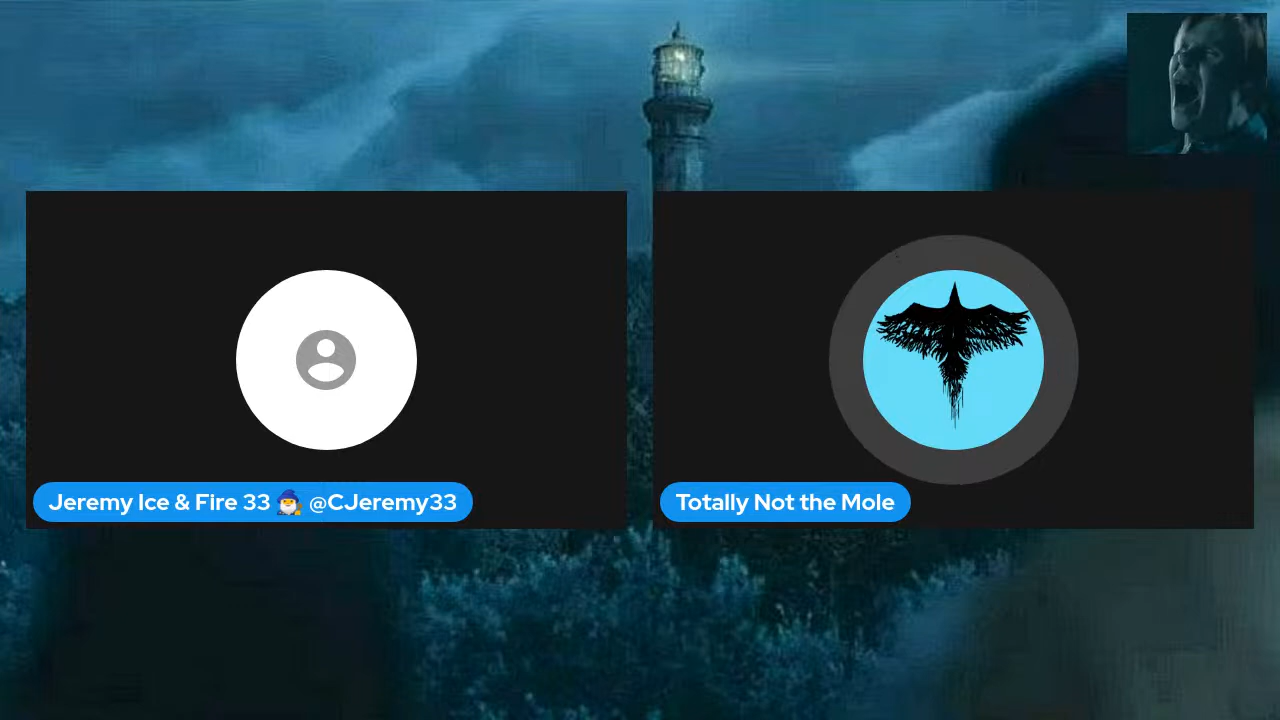 Jeremy Ice & Fire 33 🧙‍♂️ @CJeremy33
Totally Not the Mole